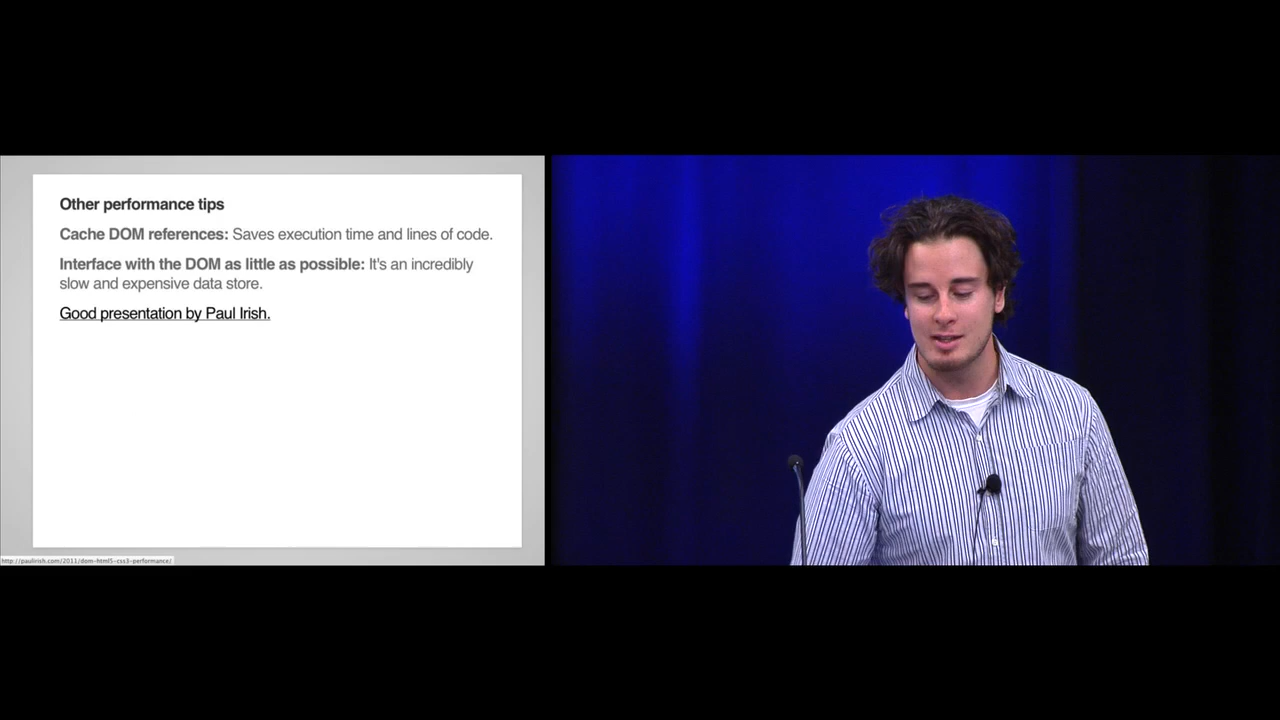 Other performance tips
Cache DOM references: Saves execution time and lines of code.
Interface with the DOM as little as possible: It's an incredibly
slow and expensive data store.
Good presentation by Paul Irish.
http://paulirish.com/2011/dom-html5-css3-performance/